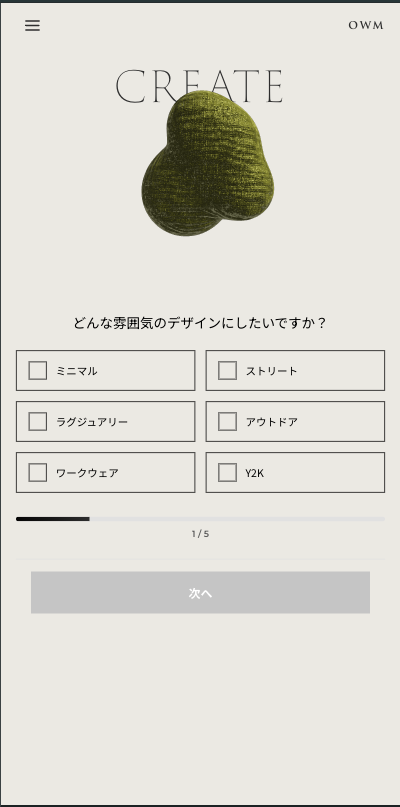 OWM
CREATE
どんな雰囲気のデザインにしたいですか？
ミニマル
ストリート
ラグジュアリー
アウトドア
ワークウェア
Y2K
1 / 5
次へ